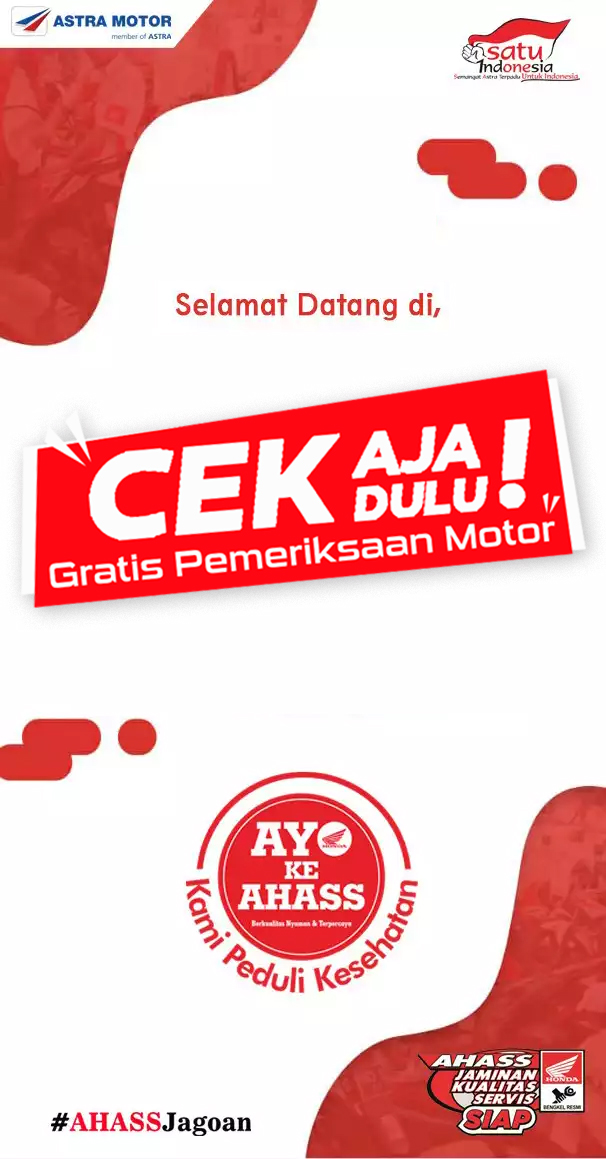 ASTRA MOTOR
member of ASTRA
satu
Indonesia
Semangat Astra Terpadu Untuk Indonesia
Selamat Datang di,
CEK AJA DULU!
Gratis Pemeriksaan Motor
AYO
HONDA
KE
AHASS
Berkualitas Nyaman & Terpercaya
Kami Peduli Kesehatan
AHASS
JAMINAN
KUALITAS
SERVIS
SIAP
HONDA
BENGKEL RESMI
#AHASSJagoan